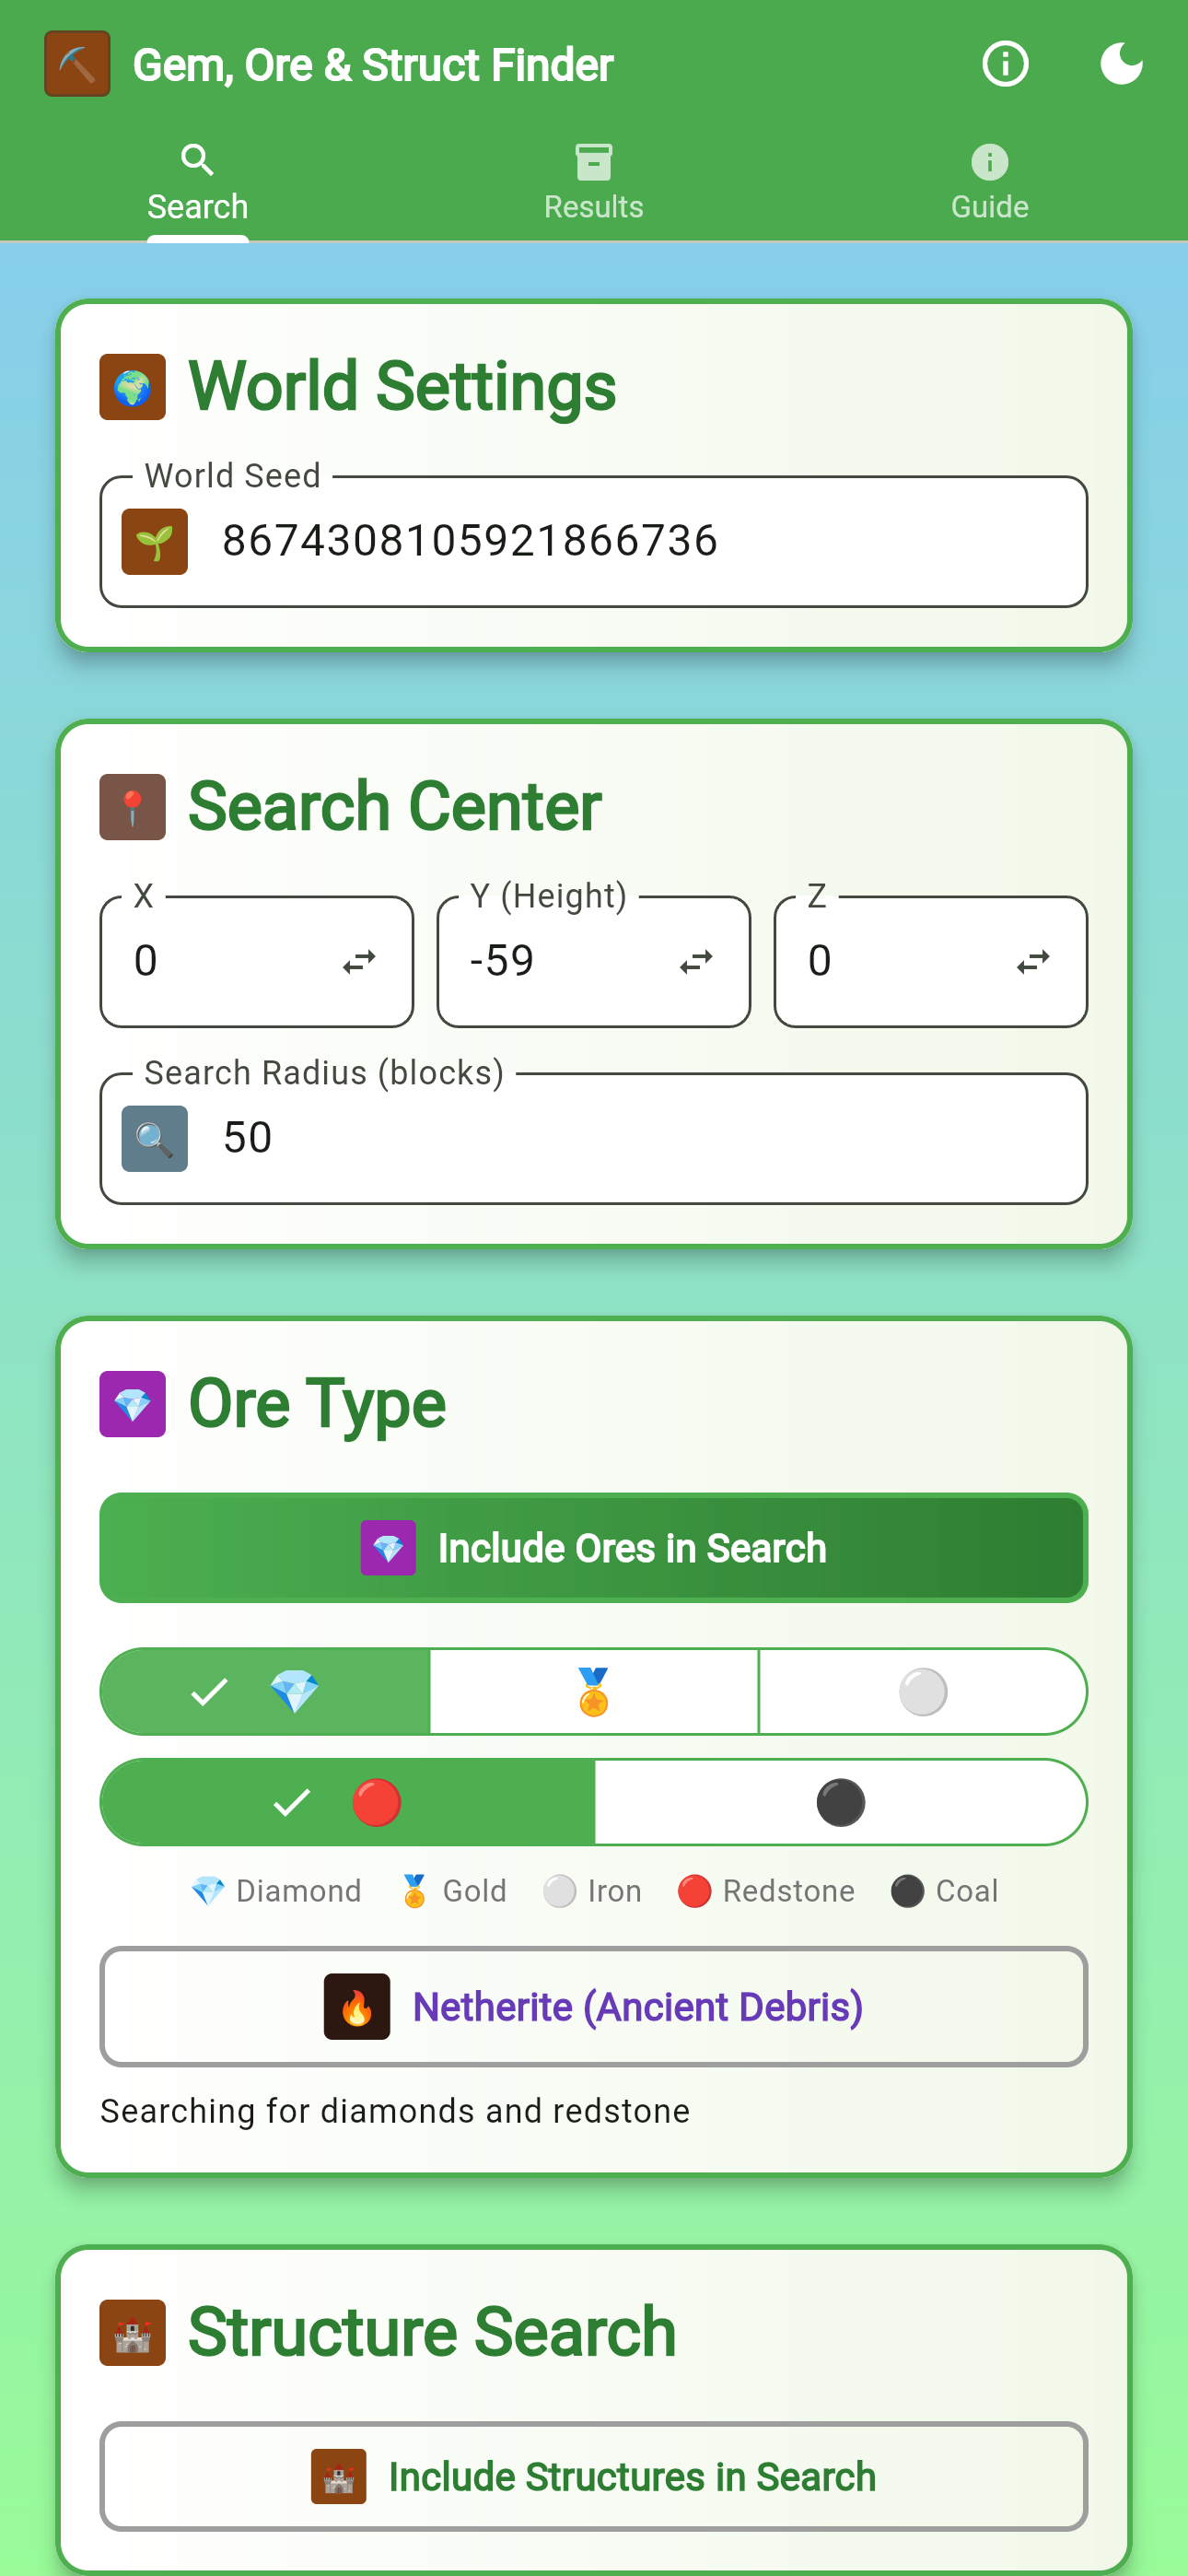 Gem, Ore & Struct Finder
Search
Results
Guide
World Settings
World Seed
8674308105921866736
Search Center
X
Y (Height)
Z
0
-59
0
Search Radius (blocks)
50
Ore Type
Include Ores in Search
Diamond
Gold
Iron
Redstone
Coal
Netherite (Ancient Debris)
Searching for diamonds and redstone
Structure Search
Include Structures in Search